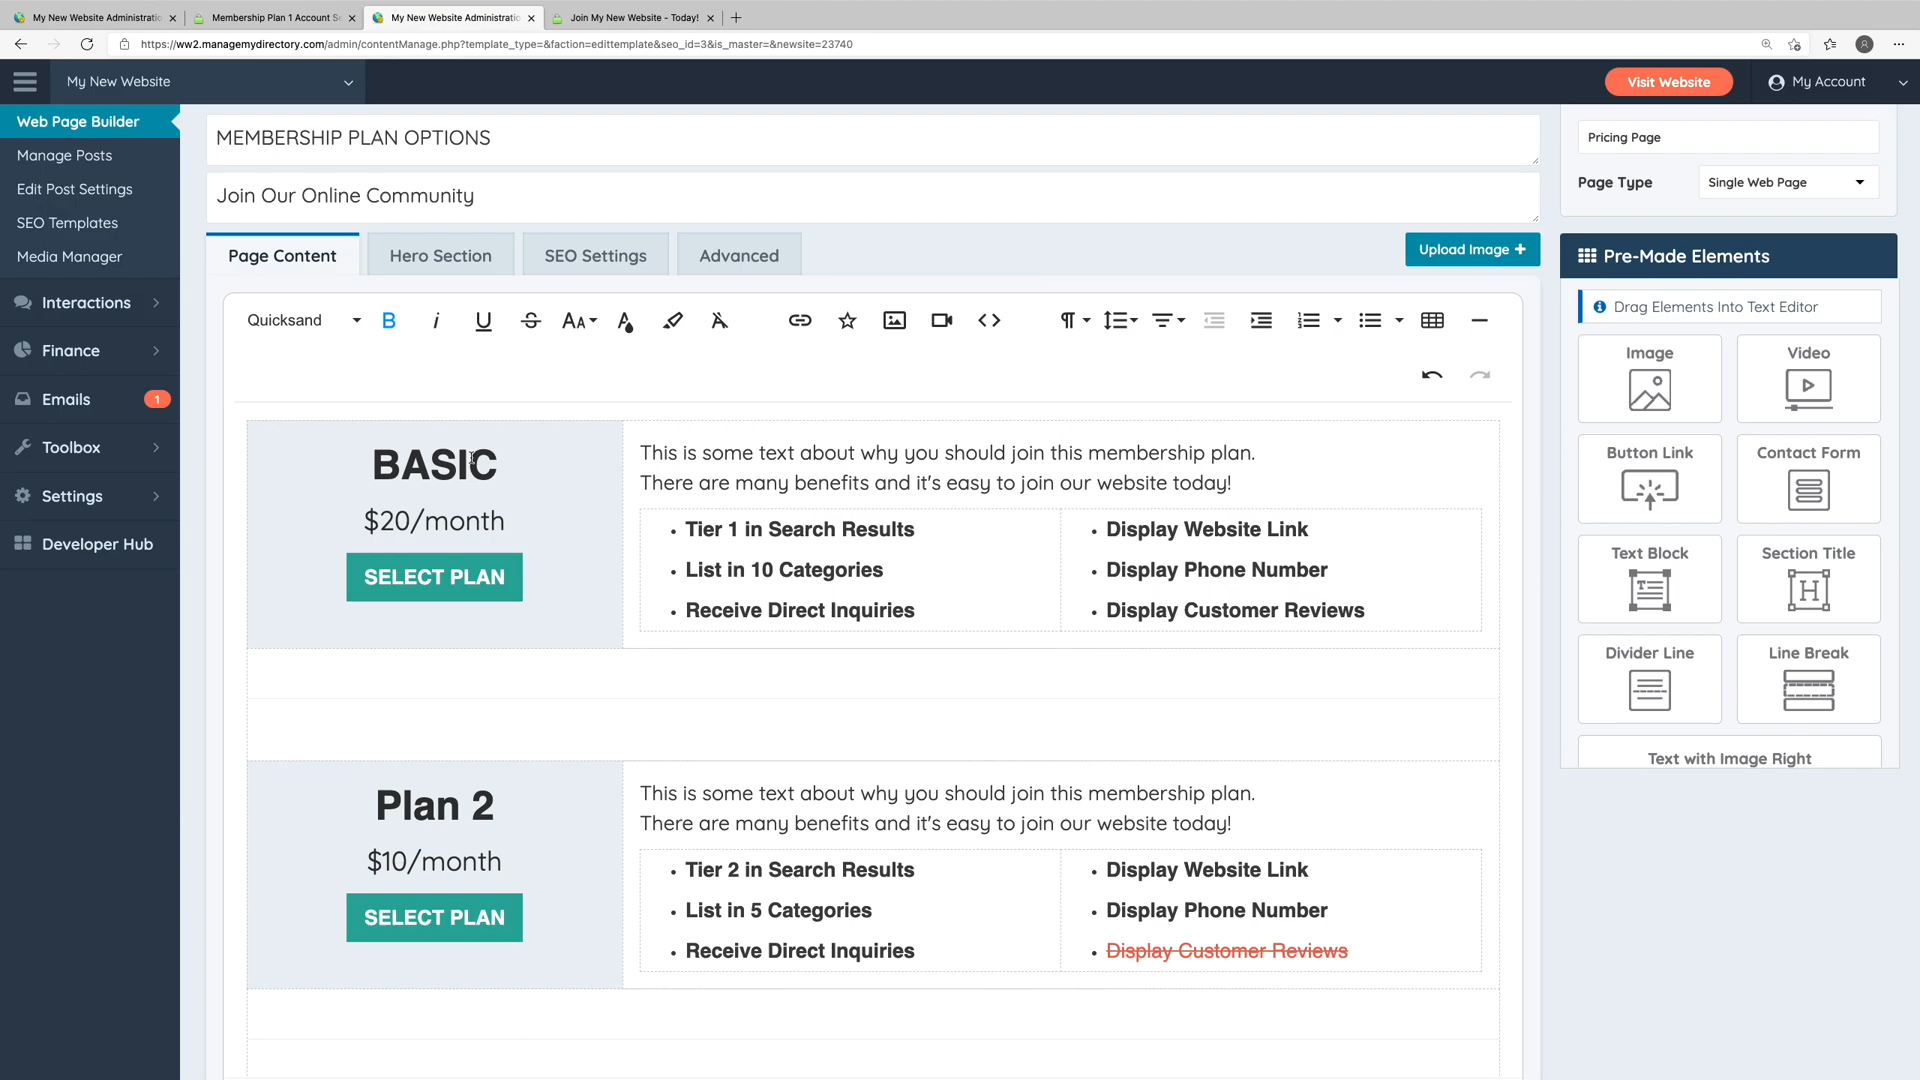 My New Website Administratio
Membership Plan 1 Account Se
My New Website Administratio
Join My New Website - Today!
https://ww2.managemydirectory.com/admin/contentManage.php?template_type=&faction=edittemplate&seo_id=3&is_master=&newsite=23740
My New Website
Visit Website
My Account
Web Page Builder
Manage Posts
Edit Post Settings
SEO Templates
Media Manager
Interactions
Finance
Emails 1
Toolbox
Settings
Developer Hub
MEMBERSHIP PLAN OPTIONS
Join Our Online Community
Page Content
Hero Section
SEO Settings
Advanced
Upload Image +
Quicksand
BASIC
$20/month
SELECT PLAN
This is some text about why you should join this membership plan.
There are many benefits and it's easy to join our website today!
• Tier 1 in Search Results
• List in 10 Categories
• Receive Direct Inquiries
• Display Website Link
• Display Phone Number
• Display Customer Reviews
Plan 2
$10/month
SELECT PLAN
This is some text about why you should join this membership plan.
There are many benefits and it's easy to join our website today!
• Tier 2 in Search Results
• List in 5 Categories
• Receive Direct Inquiries
• Display Website Link
• Display Phone Number
• Display Customer Reviews
Pricing Page
Page Type
Single Web Page
Pre-Made Elements
Drag Elements Into Text Editor
Image
Video
Button Link
Contact Form
Text Block
Section Title
Divider Line
Line Break
Text with Image Right